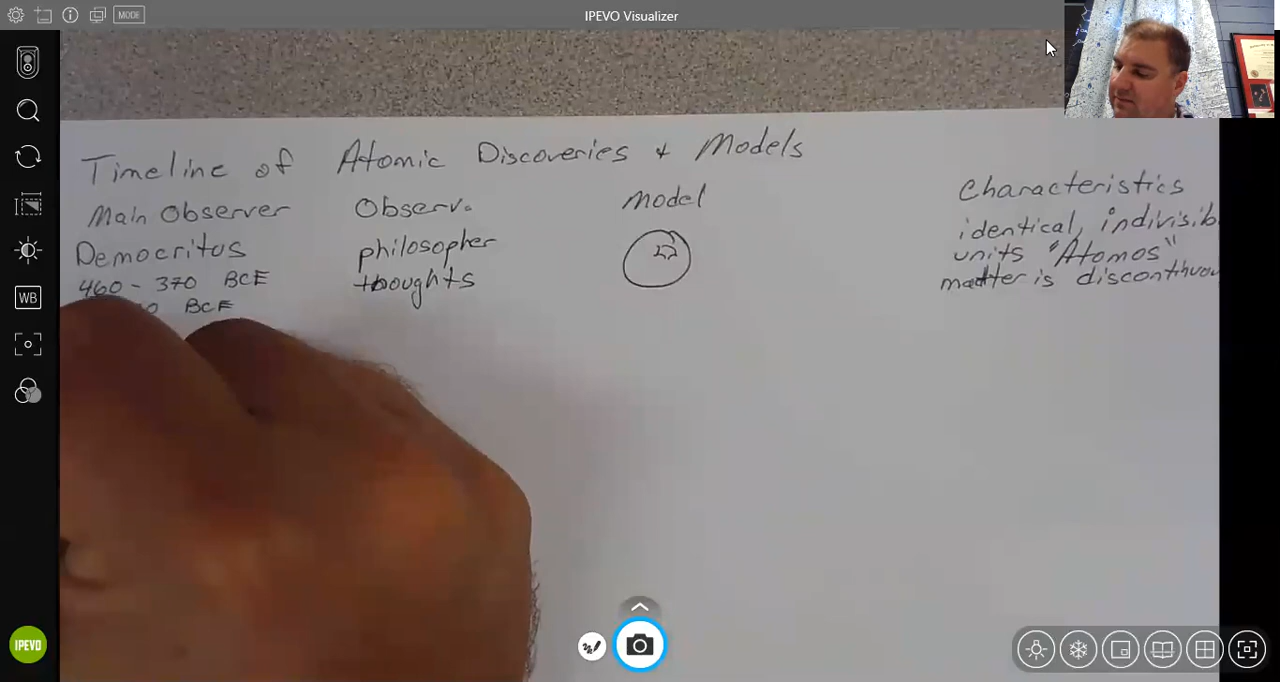 MODE
IPEVO Visualizer
Timeline of Atomic Discoveries + Models
Main Observer Observ. Model Characteristics
Democritus philosopher identical, indivisib
460 - 370 BCE thoughts units "Atomos"
BCE matter is discontinuou
WB
IPEVO